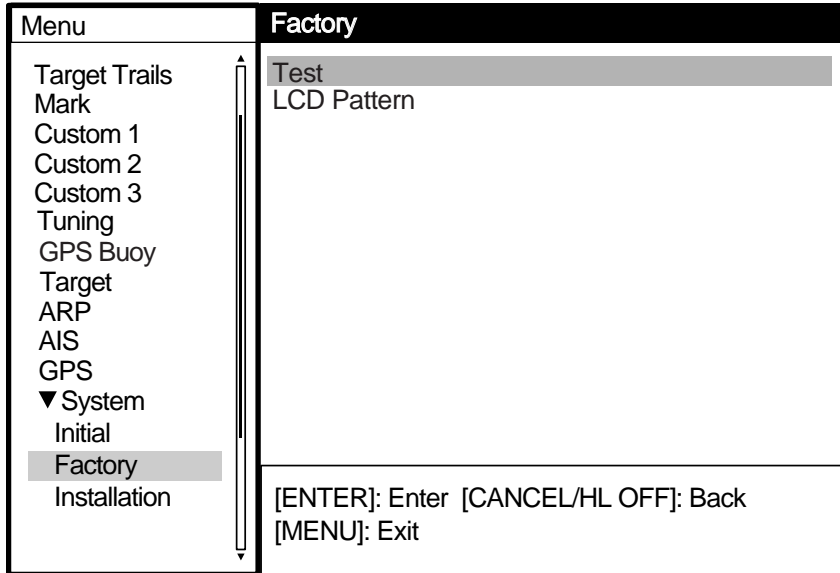 Menu
Target Trails
Mark
Custom 1
Custom 2
Custom 3
Tuning
GPS Buoy
Target
ARP
AIS
GPS
▼System
Initial
Factory
Installation
Factory
Test
LCD Pattern
[ENTER]: Enter [CANCEL/HL OFF]: Back
[MENU]: Exit